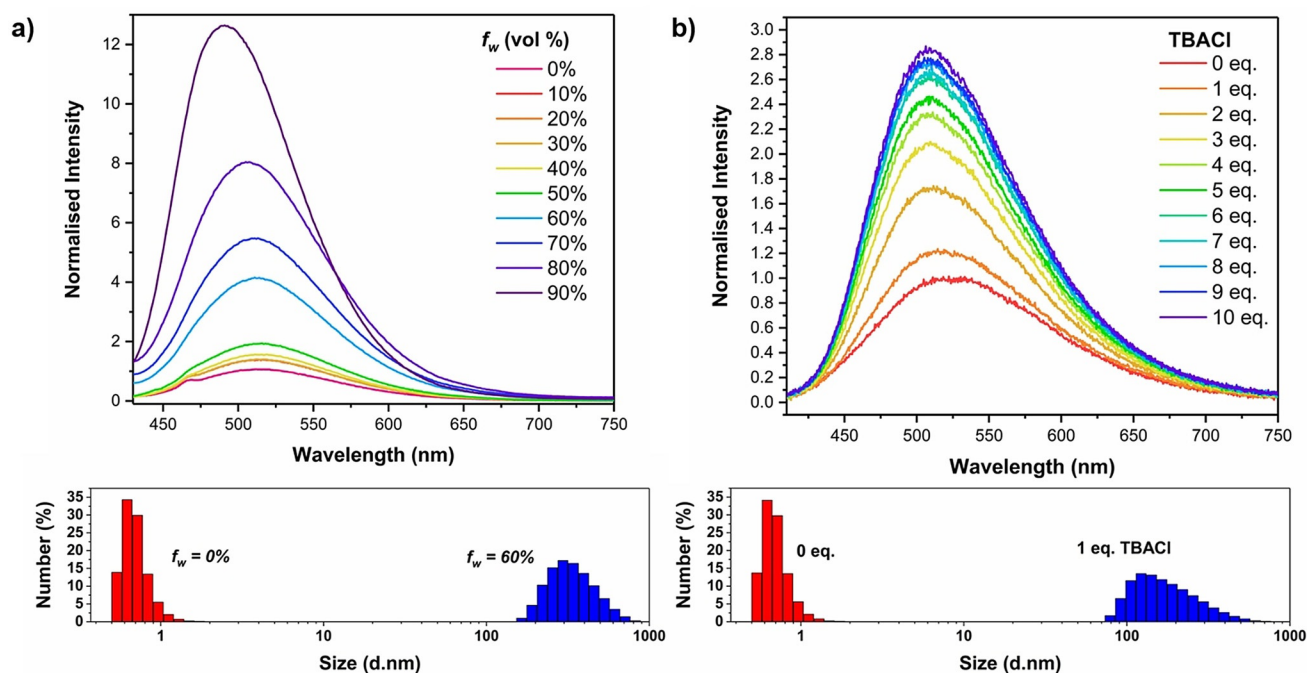 a)
f_w (vol %)
0%
10%
20%
30%
40%
50%
60%
70%
80%
90%
Normalised Intensity
12
10
8
6
4
2
0
450 500 550 600 650 700 750
Wavelength (nm)
b)
TBACl
0 eq.
1 eq.
2 eq.
3 eq.
4 eq.
5 eq.
6 eq.
7 eq.
8 eq.
9 eq.
10 eq.
Normalised Intensity
3.0
2.8
2.6
2.4
2.2
2.0
1.8
1.6
1.4
1.2
1.0
0.8
0.6
0.4
0.2
0.0
450 500 550 600 650 700 750
Wavelength (nm)
Number (%)
35
30
25
20
15
10
5
0
f_w = 0%
f_w = 60%
1 10 100 1000
Size (d.nm)
Number (%)
35
30
25
20
15
10
5
0
0 eq.
1 eq. TBACl
1 10 100 1000
Size (d.nm)